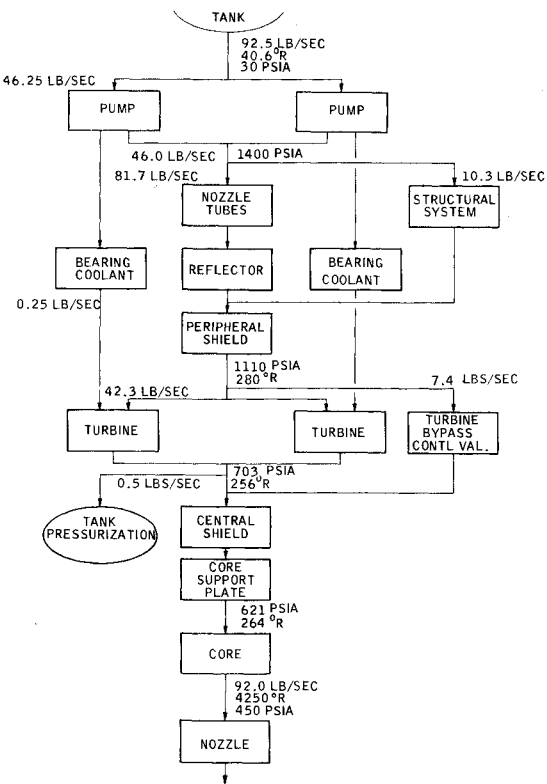 TANK
92.5 LB/SEC
40.6°R
30 PSIA
46.25 LB/SEC
PUMP
PUMP
46.0 LB/SEC
1400 PSIA
81.7 LB/SEC
10.3 LB/SEC
NOZZLE
TUBES
STRUCTURAL
SYSTEM
BEARING
COOLANT
REFLECTOR
BEARING
COOLANT
0.25 LB/SEC
PERIPHERAL
SHIELD
1110 PSIA
280°R
42.3 LB/SEC
7.4 LBS/SEC
TURBINE
TURBINE
TURBINE
BYPASS
CONTL VAL.
703 PSIA
256°R
0.5 LBS/SEC
TANK
PRESSURIZATION
CENTRAL
SHIELD
CORE
SUPPORT
PLATE
621 PSIA
264 °R
CORE
92.0 LB/SEC
4250°R
450 PSIA
NOZZLE